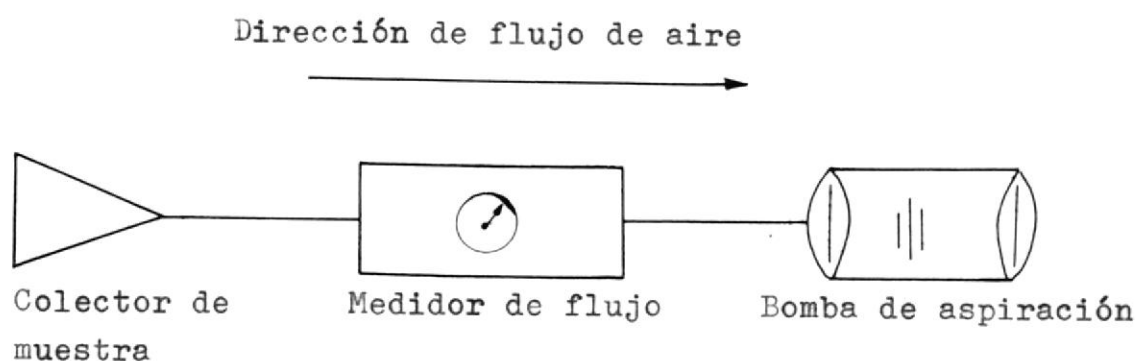 Dirección de flujo de aire
Colector de
muestra
Medidor de flujo
Bomba de aspiración